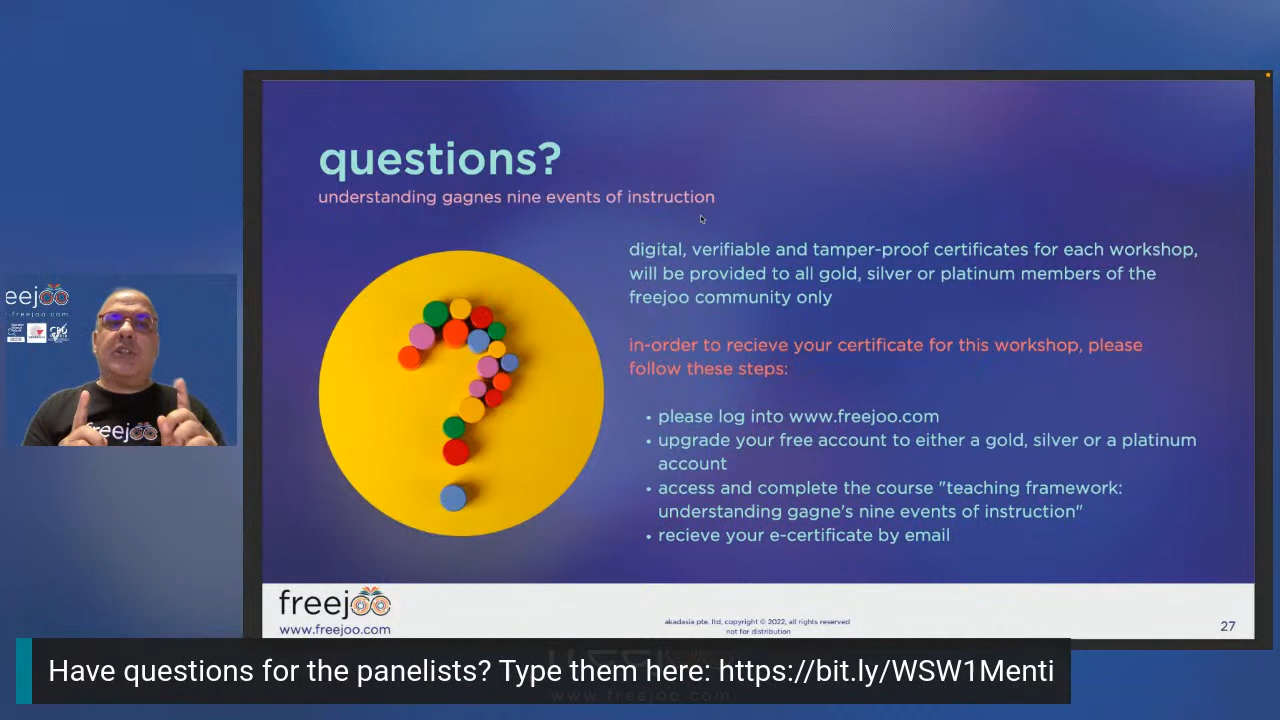 questions?
understanding gagnes nine events of instruction
digital, verifiable and tamper-proof certificates for each workshop,
will be provided to all gold, silver or platinum members of the
freejoo community only
in-order to recieve your certificate for this workshop, please
follow these steps:
• please log into www.freejoo.com
• upgrade your free account to either a gold, silver or a platinum
account
• access and complete the course "teaching framework:
understanding gagne's nine events of instruction"
• recieve your e-certificate by email
eejoo
freejoo
freejoo
www.freejoo.com
akadasia pte. ltd, copyright © 2022, all rights reserved
not for distribution
27
Have questions for the panelists? Type them here: https://bit.ly/WSW1Menti
www.freejoo.com